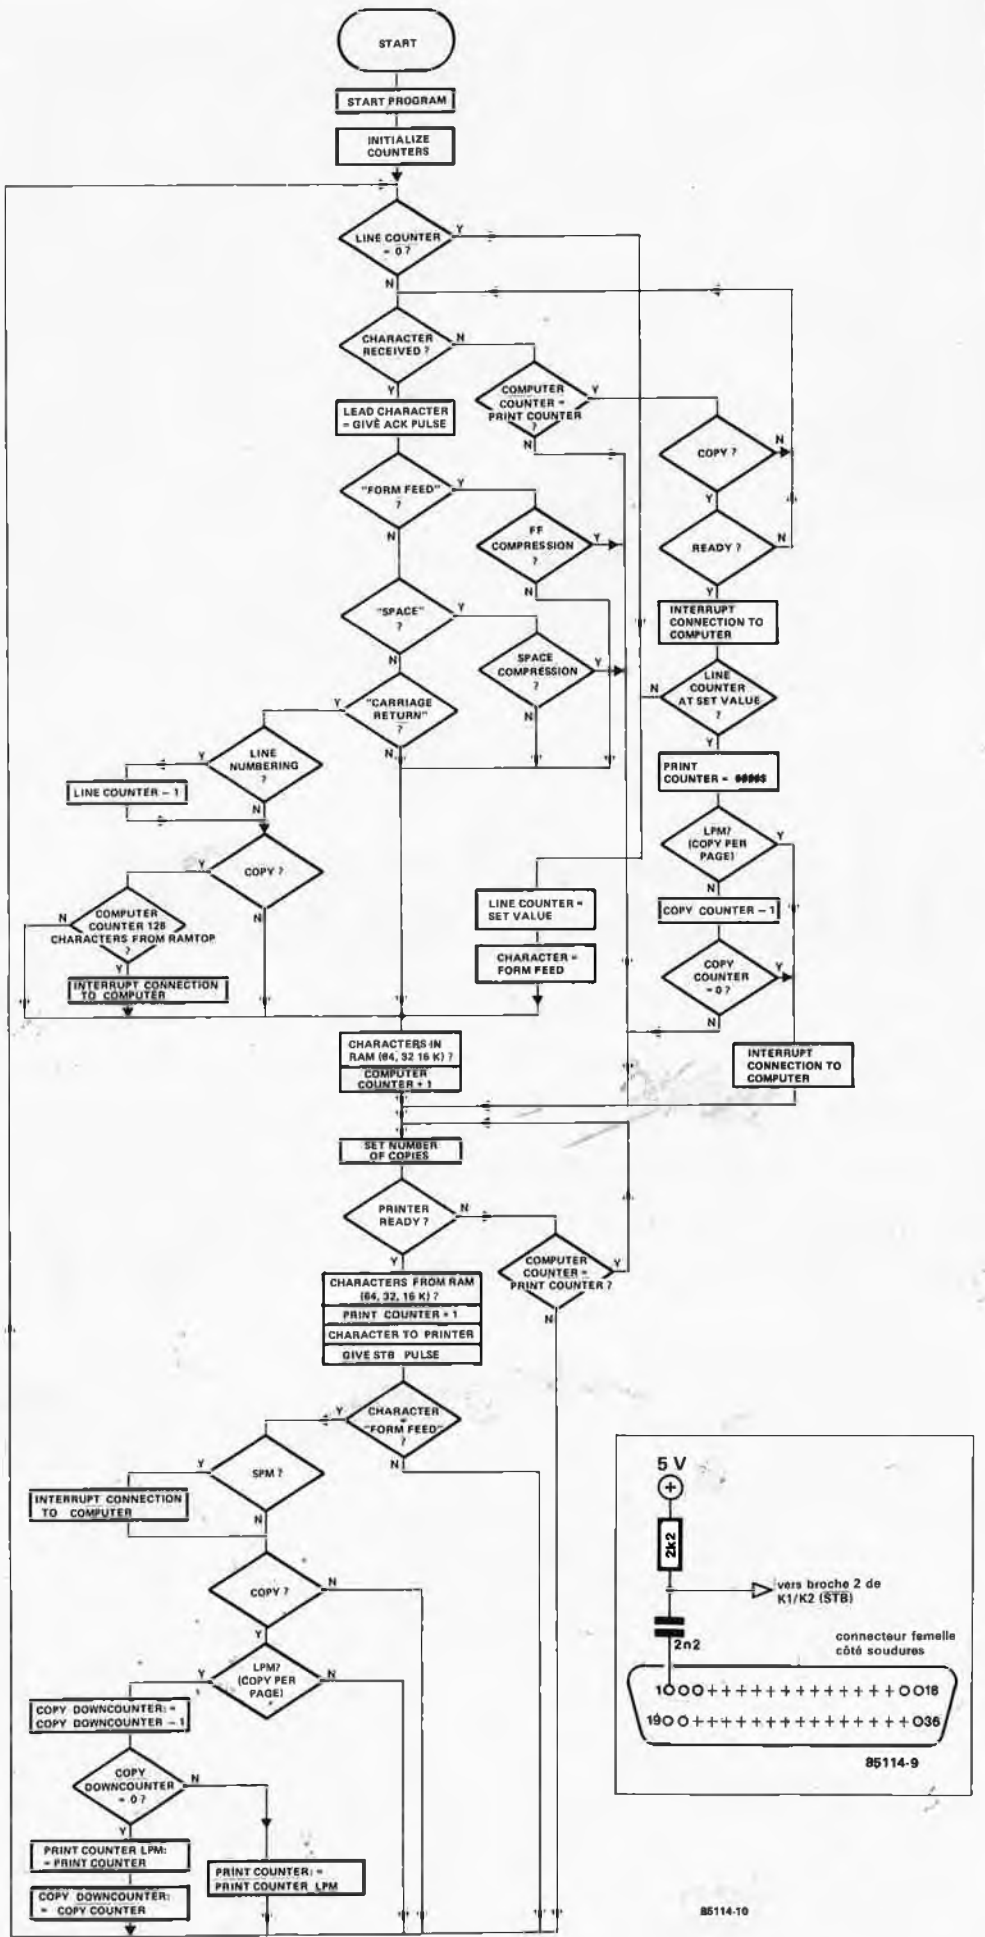 START
START PROGRAM
INITIALIZE
COUNTERS
LINE COUNTER
= 0 ?
Y
N
CHARACTER
RECEIVED ?
N
Y
COMPUTER
COUNTER =
PRINT COUNTER
?
Y
N
LEAD CHARACTER
= GIVE ACK PULSE
COPY ?
N
Y
"FORM FEED"
?
Y
N
FF
COMPRESSION
?
Y
N
READY ?
N
Y
"SPACE"
?
Y
N
INTERRUPT
CONNECTION TO
COMPUTER
SPACE
COMPRESSION
?
Y
N
LINE
COUNTER
AT SET VALUE
?
N
Y
"CARRIAGE
RETURN"
?
Y
N
LINE
NUMBERING
?
Y
N
LINE COUNTER – 1
PRINT
COUNTER =
LPM?
(COPY PER
PAGE)
Y
N
COPY ?
Y
N
COMPUTER
COUNTER 128
CHARACTERS FROM RAMTOP
?
N
Y
LINE COUNTER =
SET VALUE
COPY COUNTER – 1
CHARACTER =
FORM FEED
COPY
COUNTER
= 0 ?
Y
N
INTERRUPT CONNECTION
TO COMPUTER
CHARACTERS IN
RAM (64, 32 16 K) ?
COMPUTER
COUNTER + 1
INTERRUPT
CONNECTION TO
COMPUTER
SET NUMBER
OF COPIES
PRINTER
READY ?
N
Y
COMPUTER
COUNTER =
PRINT COUNTER ?
Y
N
CHARACTERS FROM RAM
(64, 32, 16 K) ?
PRINT COUNTER + 1
CHARACTER TO PRINTER
GIVE STB PULSE
CHARACTER
=
"FORM FEED"
?
Y
N
SPM ?
Y
N
INTERRUPT CONNECTION
TO COMPUTER
COPY ?
N
Y
LPM?
(COPY PER
PAGE)
Y
N
COPY DOWNCOUNTER: =
COPY DOWNCOUNTER – 1
COPY
DOWNCOUNTER
= 0 ?
N
Y
PRINT COUNTER LPM:
= PRINT COUNTER
PRINT COUNTER: =
PRINT COUNTER LPM
COPY DOWNCOUNTER:
= COPY COUNTER
5 V
+
2k2
vers broche 2 de
K1/K2 (STB)
2n2
connecteur femelle
côté soudures
1
18
19
36
85114-9
85114-10